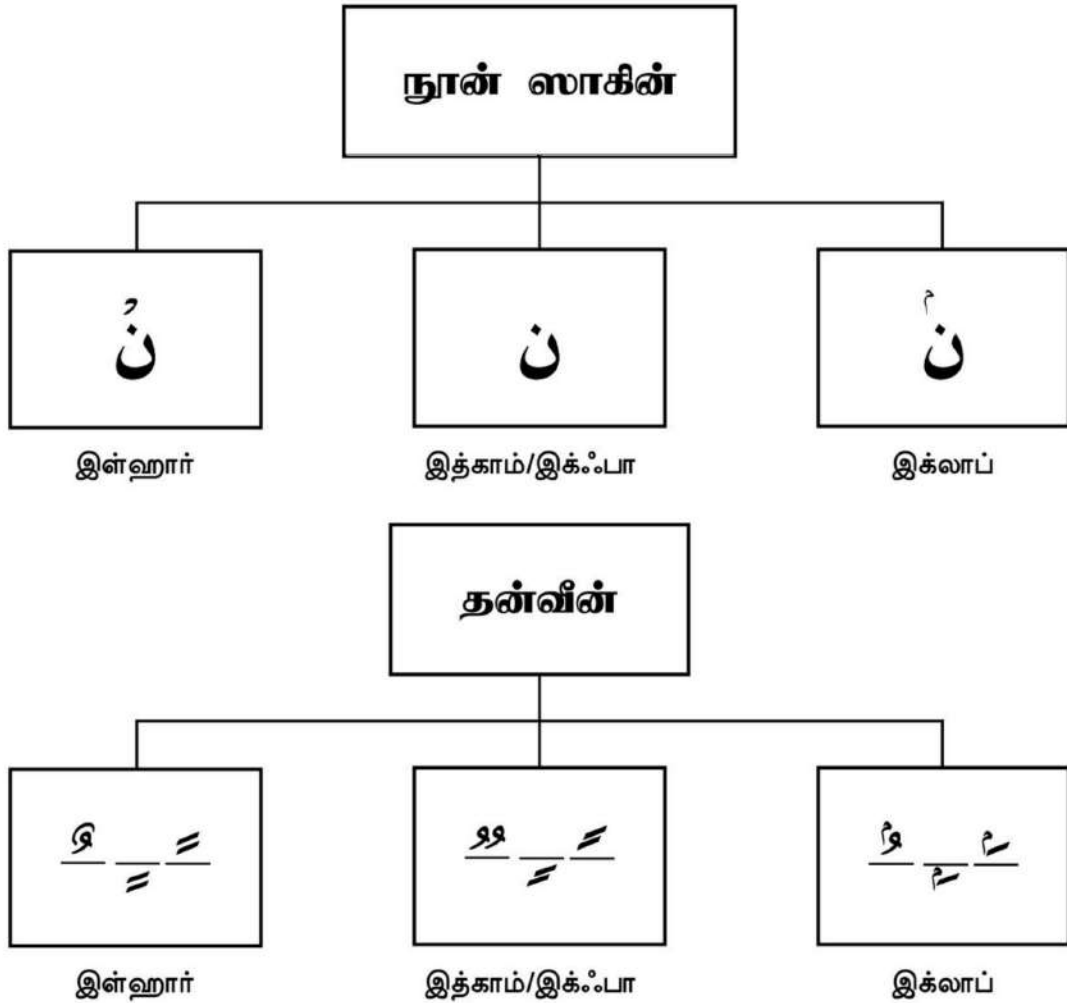 நூன் ஸாகின்
نْ ن نۢ
இள்ஹார் இத்காம்/இக்ஃபா இக்லாப்
தன்வீன்
இள்ஹார் இத்காம்/இக்ஃபா இக்லாப்